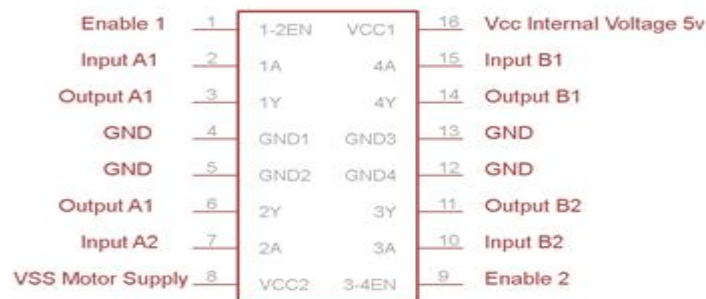 Enable 1 1 1-2EN VCC1 16 Vcc Internal Voltage 5v
Input A1 2 1A 4A 15 Input B1
Output A1 3 1Y 4Y 14 Output B1
GND 4 GND1 GND3 13 GND
GND 5 GND2 GND4 12 GND
Output A1 6 2Y 3Y 11 Output B2
Input A2 7 2A 3A 10 Input B2
VSS Motor Supply 8 VCC2 3-4EN 9 Enable 2